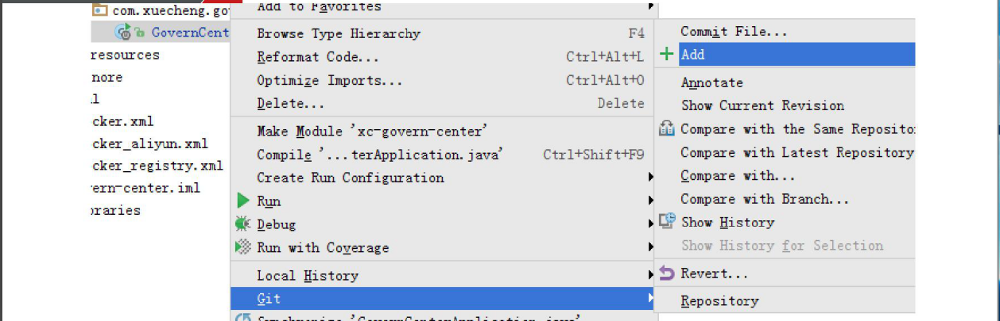 com.xuecheng.go
GovernCent
resources
nore
cker.xml
cker_aliyun.xml
cker_registry.xml
ern-center.iml
raries
Add to Favorites
Browse Type Hierarchy F4
Reformat Code... Ctrl+Alt+L
Optimize Imports... Ctrl+Alt+O
Delete... Delete
Make Module 'xc-govern-center'
Compile '...terApplication.java' Ctrl+Shift+F9
Create Run Configuration
Run
Debug
Run with Coverage
Local History
Git
Synchronize 'GovernCenterApplication.java'
Commit File...
Add
Annotate
Show Current Revision
Compare with the Same Reposito
Compare with Latest Repository
Compare with...
Compare with Branch...
Show History
Show History for Selection
Revert...
Repository